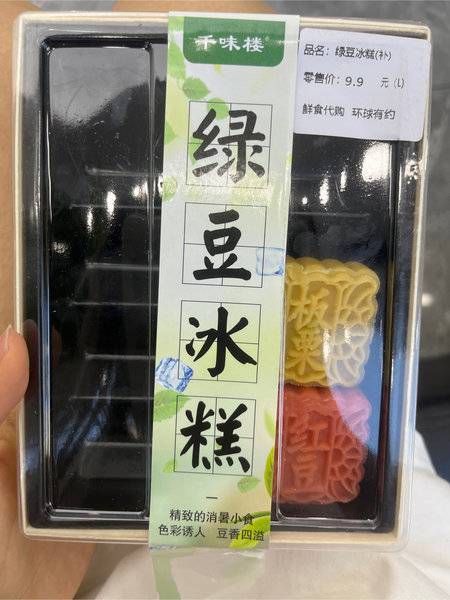 千味楼
品名：绿豆冰糕(补)
零售价：9.9 元 (L)
鲜食代购 环球有约
绿
豆
冰
糕
板
栗
红
豆
精致的消暑小食
色彩诱人 豆香四溢